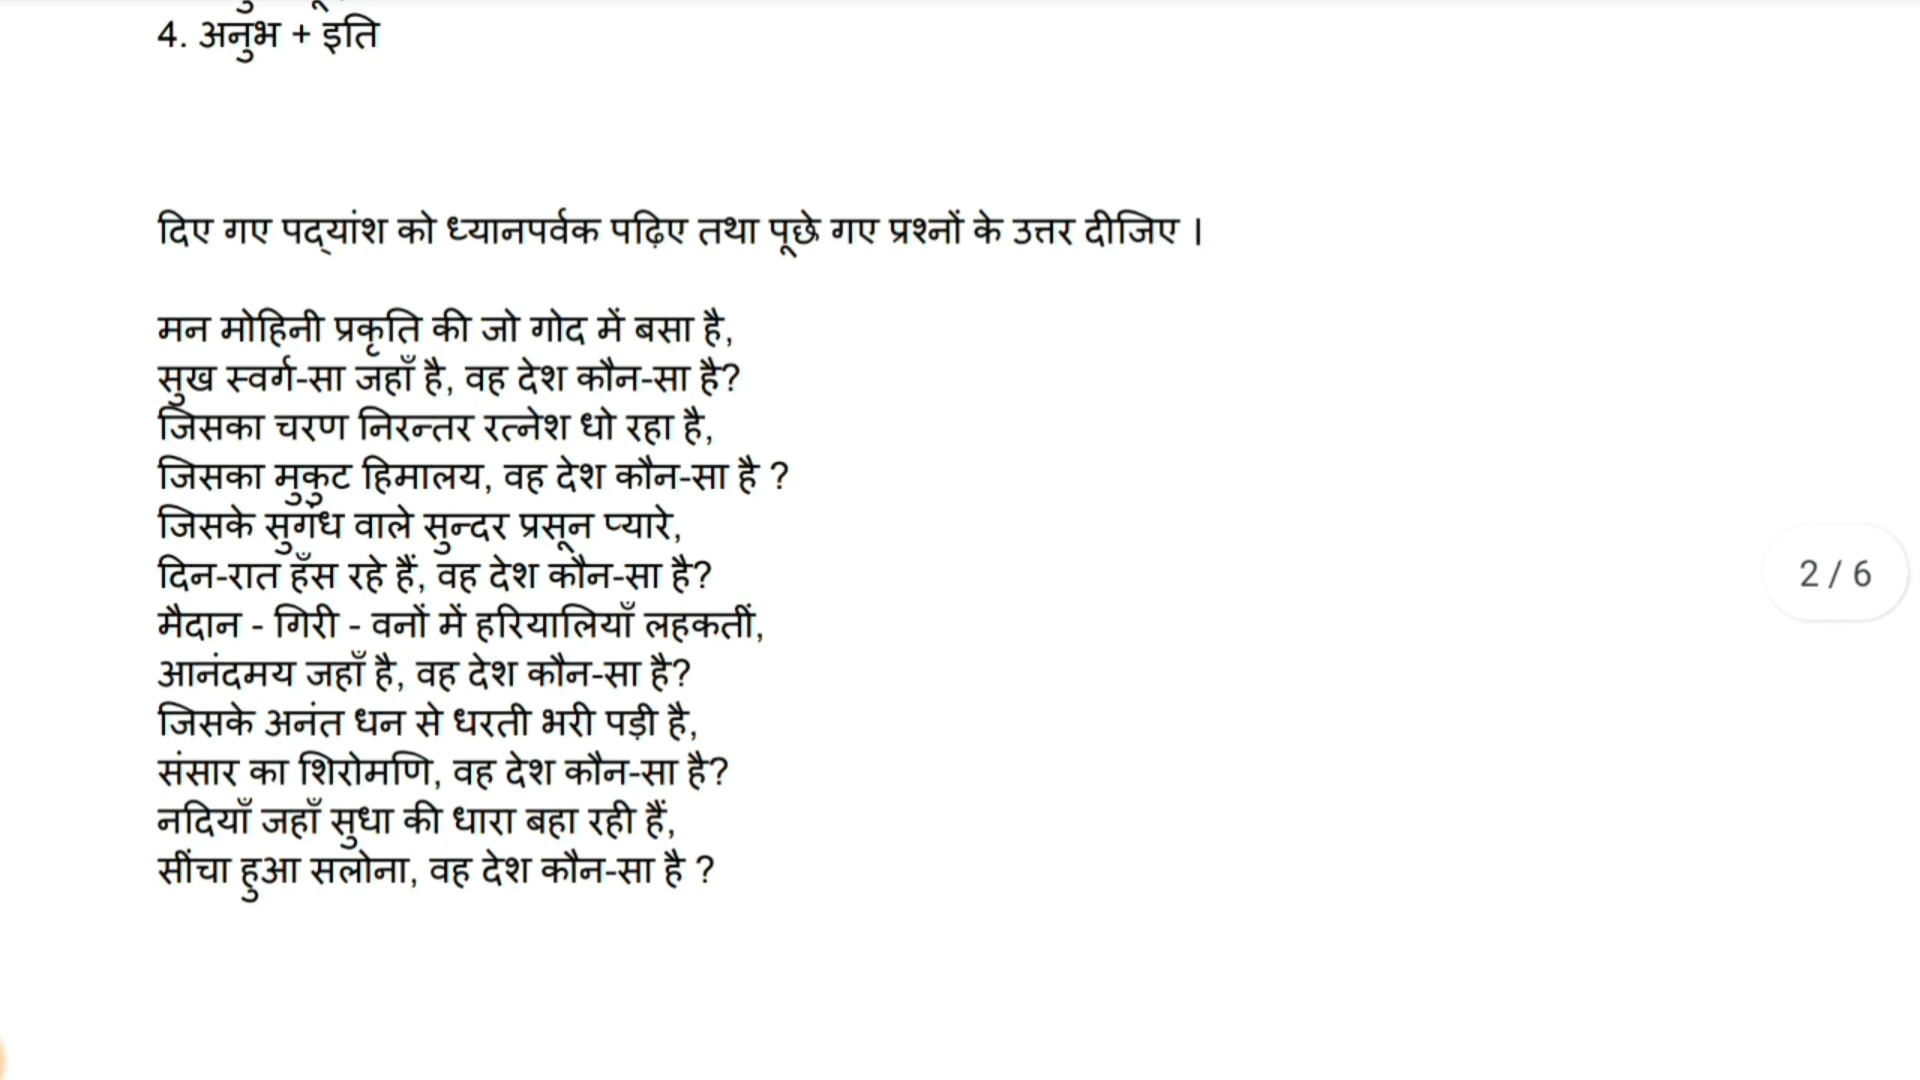 4. अनुभ + इति
दिए गए पद्यांश को ध्यानपर्वक पढ़िए तथा पूछे गए प्रश्नों के उत्तर दीजिए ।
मन मोहिनी प्रकृति की जो गोद में बसा है,
सुख स्वर्ग-सा जहाँ है, वह देश कौन-सा है?
जिसका चरण निरन्तर रत्नेश धो रहा है,
जिसका मुकुट हिमालय, वह देश कौन-सा है ?
जिसके सुगंध वाले सुन्दर प्रसून प्यारे,
दिन-रात हँस रहे हैं, वह देश कौन-सा है?
मैदान - गिरी - वनों में हरियालियाँ लहकतीं,
आनंदमय जहाँ है, वह देश कौन-सा है?
जिसके अनंत धन से धरती भरी पड़ी है,
संसार का शिरोमणि, वह देश कौन-सा है?
नदियाँ जहाँ सुधा की धारा बहा रही हैं,
सींचा हुआ सलोना, वह देश कौन-सा है ?
2 / 6